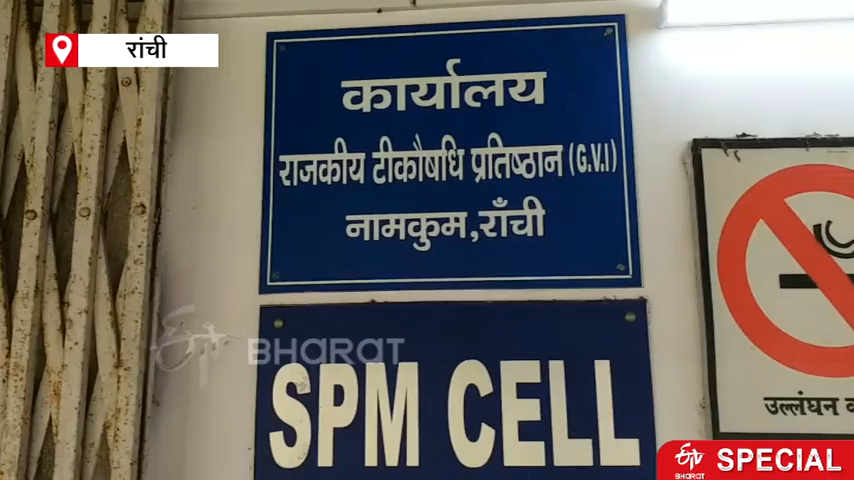 रांची
कार्यालय
राजकीय टीकौषधि प्रतिष्ठान (G.V.I)
नामकुम,राँची
BHARAT
SPM CELL
उल्लंघन
BHARAT
SPECIAL